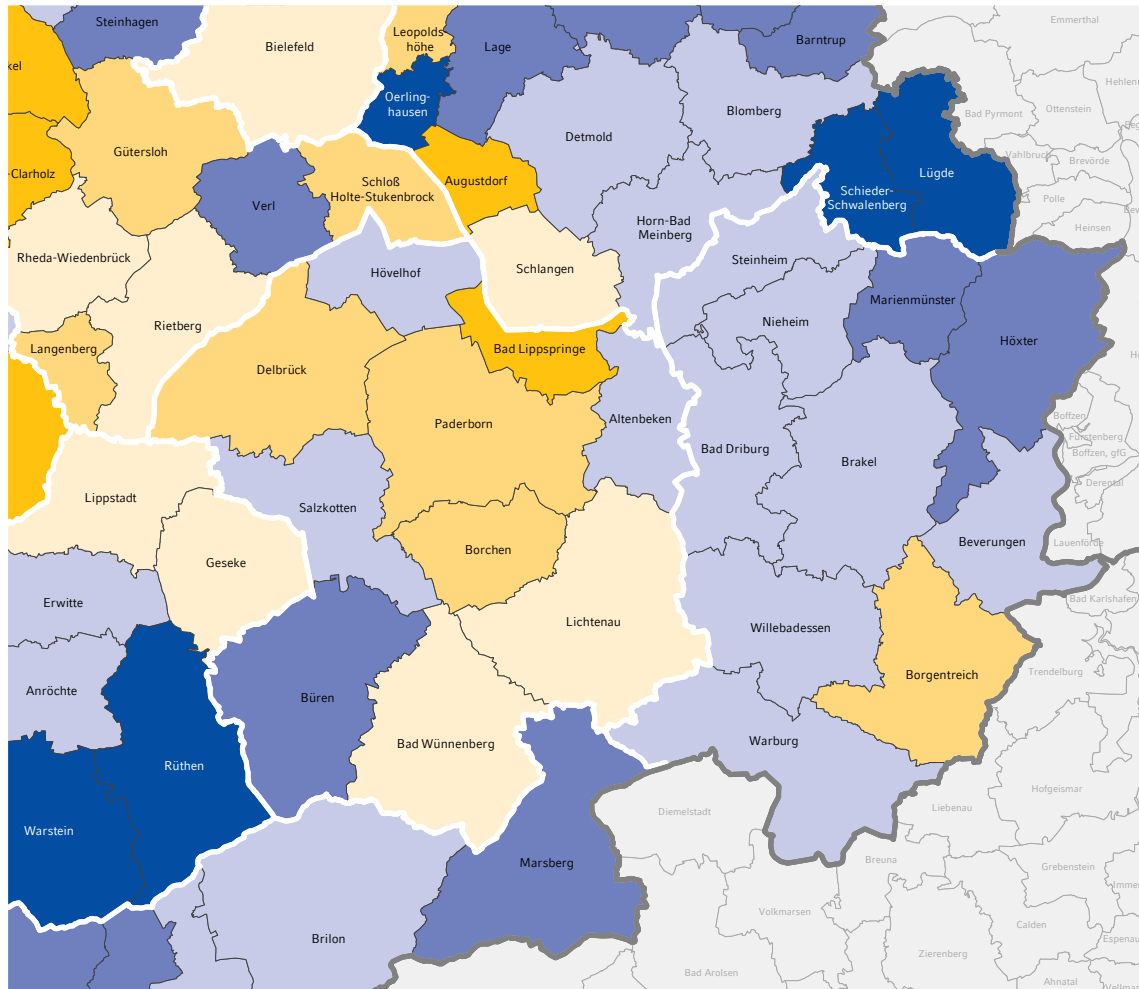 Steinhagen
Bielefeld
Leopolds
höhe
Lage
Barntrup
Emmerthal
kel
Oerling-
hausen
Blomberg
Ottenstein
Bad Pyrmont
Detmold
Gütersloh
-Clarholz
Vahlbruch
Brevörde
Lügde
Schloß
Holte-Stukenbrock
Augustdorf
Schieder-
Schwalenberg
Polle
Verl
Horn-Bad
Meinberg
Heinsen
Rheda-Wiedenbrück
Steinheim
Hövelhof
Schlangen
Marienmünster
Rietberg
Nieheim
Höxter
Langenberg
Bad Lippspringe
Delbrück
Paderborn
Altenbeken
Boffzen
Fürstenberg
Bad Driburg
Boffzen, gfG
Brakel
Derental
Lippstadt
Salzkotten
Borchen
Beverungen
Lauenförde
Geseke
Erwitte
Bad Karlshafen
Lichtenau
Willebadessen
Trendelburg
Borgentreich
Anröchte
Büren
Bad Wünnenberg
Warburg
Rüthen
Hofgeismar
Liebenau
Diemelstadt
Warstein
Marsberg
Breuna
Grebenstein
Volkmarsen
Calden
Brilon
Espenau
Zierenberg
Bad Arolsen
Ahnatal